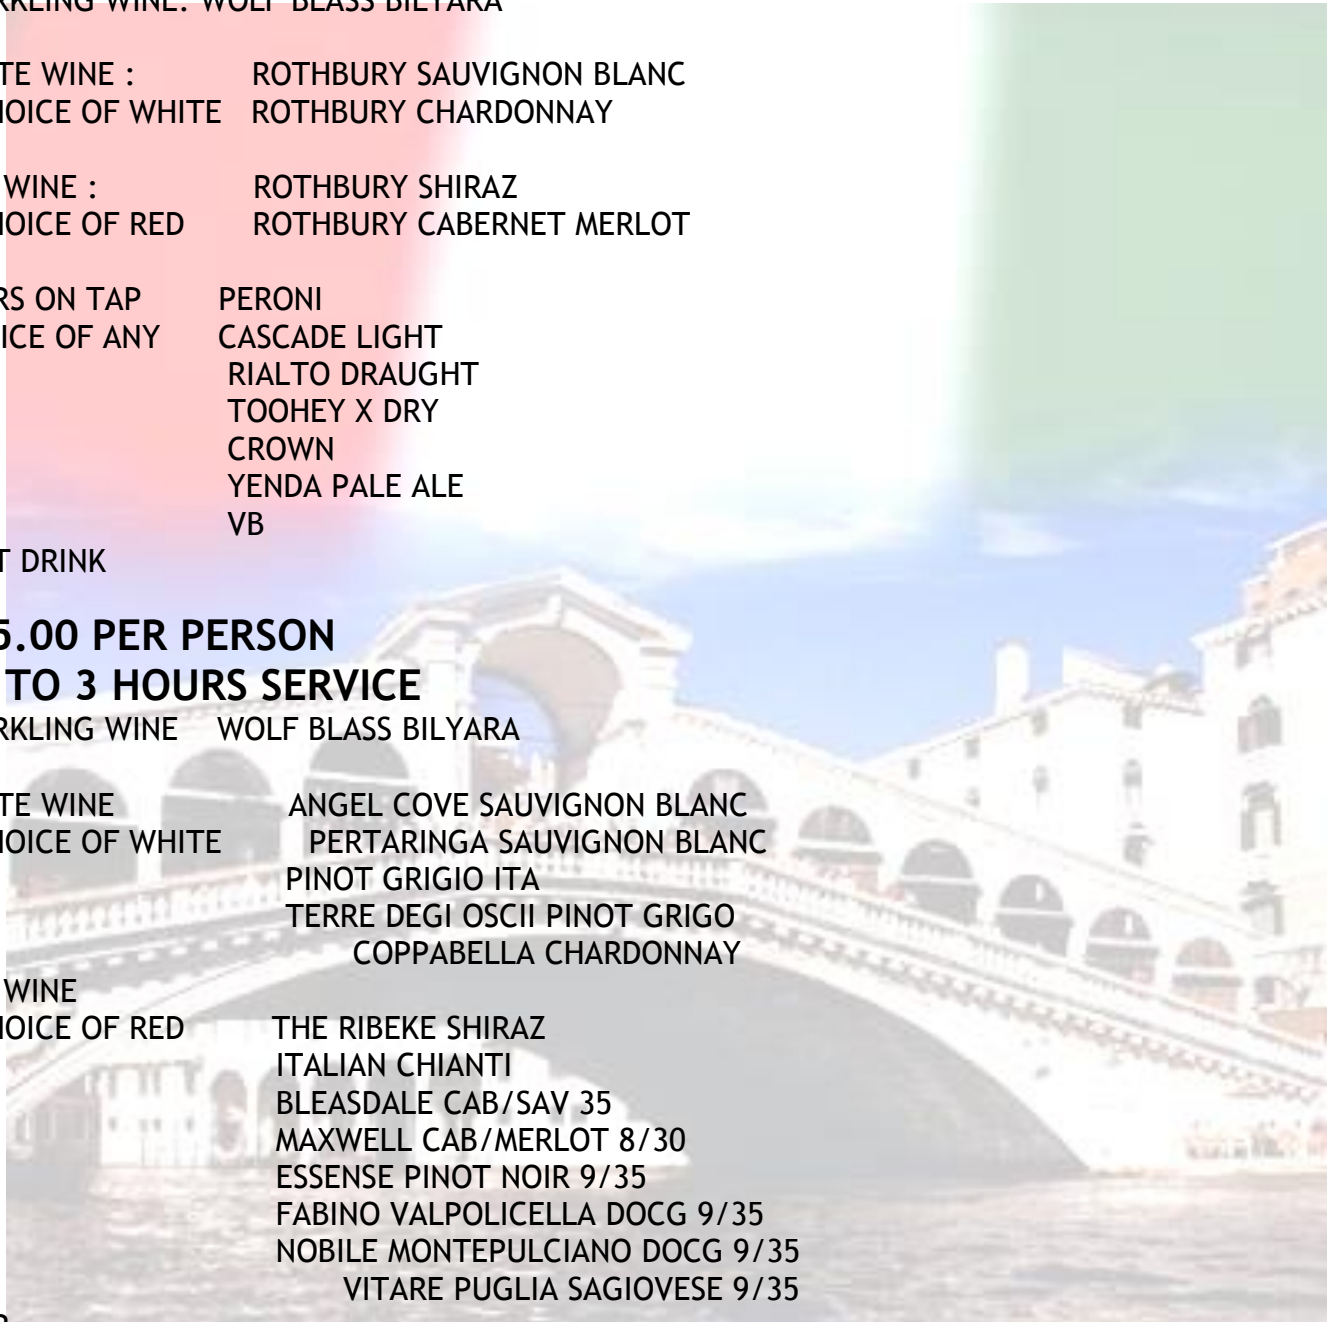 RKLING WINE: WOLF BLASS BILYARA
TE WINE : ROTHBURY SAUVIGNON BLANC
HOICE OF WHITE ROTHBURY CHARDONNAY
WINE : ROTHBURY SHIRAZ
HOICE OF RED ROTHBURY CABERNET MERLOT
RS ON TAP PERONI
ICE OF ANY CASCADE LIGHT
RIALTO DRAUGHT
TOOHEY X DRY
CROWN
YENDA PALE ALE
VB
T DRINK
5.00 PER PERSON
TO 3 HOURS SERVICE
RKLING WINE WOLF BLASS BILYARA
TE WINE ANGEL COVE SAUVIGNON BLANC
HOICE OF WHITE PERTARINGA SAUVIGNON BLANC
PINOT GRIGIO ITA
TERRE DEGI OSCII PINOT GRIGO
COPPABELLA CHARDONNAY
WINE
HOICE OF RED THE RIBEKE SHIRAZ
ITALIAN CHIANTI
BLEASDALE CAB/SAV 35
MAXWELL CAB/MERLOT 8/30
ESSENSE PINOT NOIR 9/35
FABINO VALPOLICELLA DOCG 9/35
NOBILE MONTEPULCIANO DOCG 9/35
VITARE PUGLIA SAGIOVESE 9/35